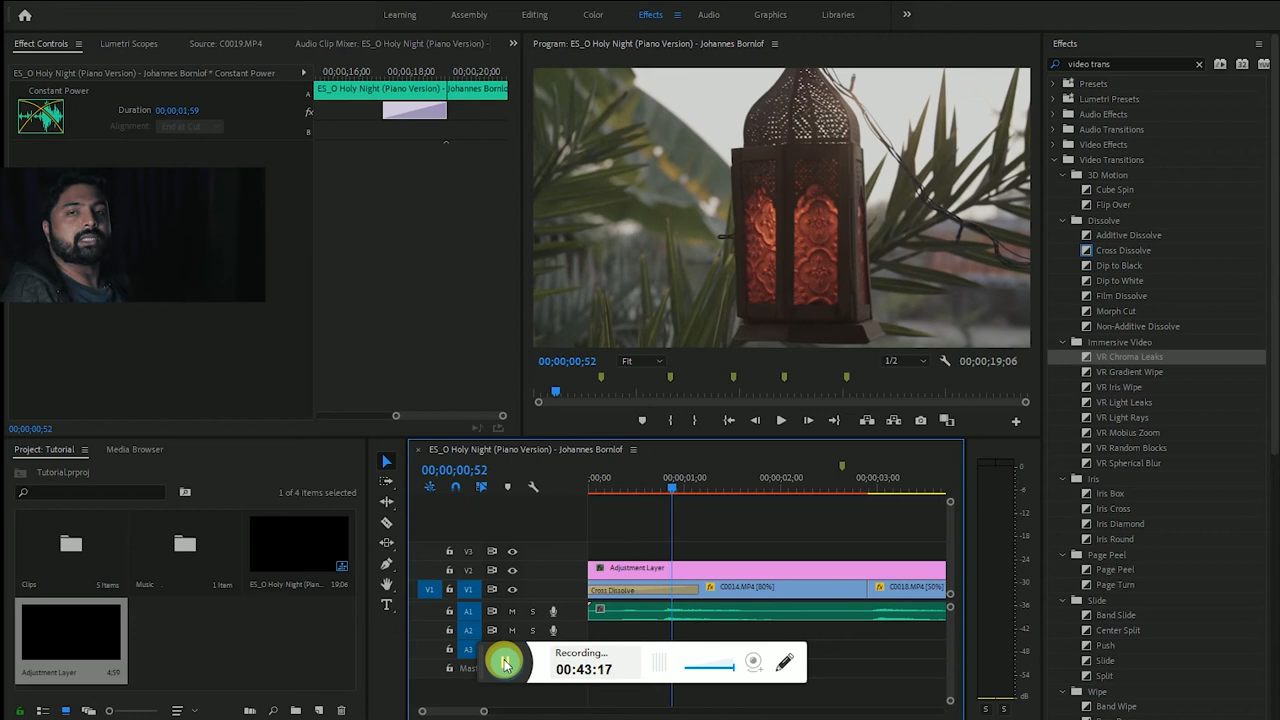 Learning Assembly Editing Color Effects Audio Graphics Libraries
Effect Controls Lumetri Scopes Source: C0019.MP4 Audio Clip Mixer: ES_O Holy Night (Piano Version) -
Program: ES_O Holy Night (Piano Version) - Johannes Bornlof
Effects
ES_O Holy Night (Piano Version) - Johannes Bornlof * Constant Power
00;00;16;00 00;00;18;00 00;00;20;00
Constant Power
A
ES_O Holy Night (Piano Version) - Johannes Bornlo
Duration 00;00;01;59
fx
Alignment: End at Cut
B
00;00;00;52
00;00;00;52 Fit 1/2 00;00;19;06
video trans
Presets
Lumetri Presets
Audio Effects
Audio Transitions
Video Effects
Video Transitions
3D Motion
Cube Spin
Flip Over
Dissolve
Additive Dissolve
Cross Dissolve
Dip to Black
Dip to White
Film Dissolve
Morph Cut
Non-Additive Dissolve
Immersive Video
VR Chroma Leaks
VR Gradient Wipe
VR Iris Wipe
VR Light Leaks
VR Light Rays
VR Mobius Zoom
VR Random Blocks
VR Spherical Blur
Iris
Iris Box
Iris Cross
Iris Diamond
Iris Round
Page Peel
Page Peel
Page Turn
Slide
Band Slide
Center Split
Push
Slide
Split
Wipe
Band Wipe
Project: Tutorial Media Browser
Tutorial.prproj
1 of 4 items selected
Clips 5 Items
Music 1 Item
ES_O Holy Night (Pian... 19;06
Adjustment Layer 4;59
ES_O Holy Night (Piano Version) - Johannes Bornlof
00;00;00;52
;00;00 00;00;01;00 00;00;02;00 00;00;03;00
V3
V2 Adjustment Layer
V1 V1 Cross Dissolve fx C0014.MP4 [80%] fx C0018.MP4 [50%]
A1 M S
A2 M S
A3
Mas
Recording...
00:43:17
0
-6
-12
-18
-24
-30
-36
-42
-48
-54
dB
S S